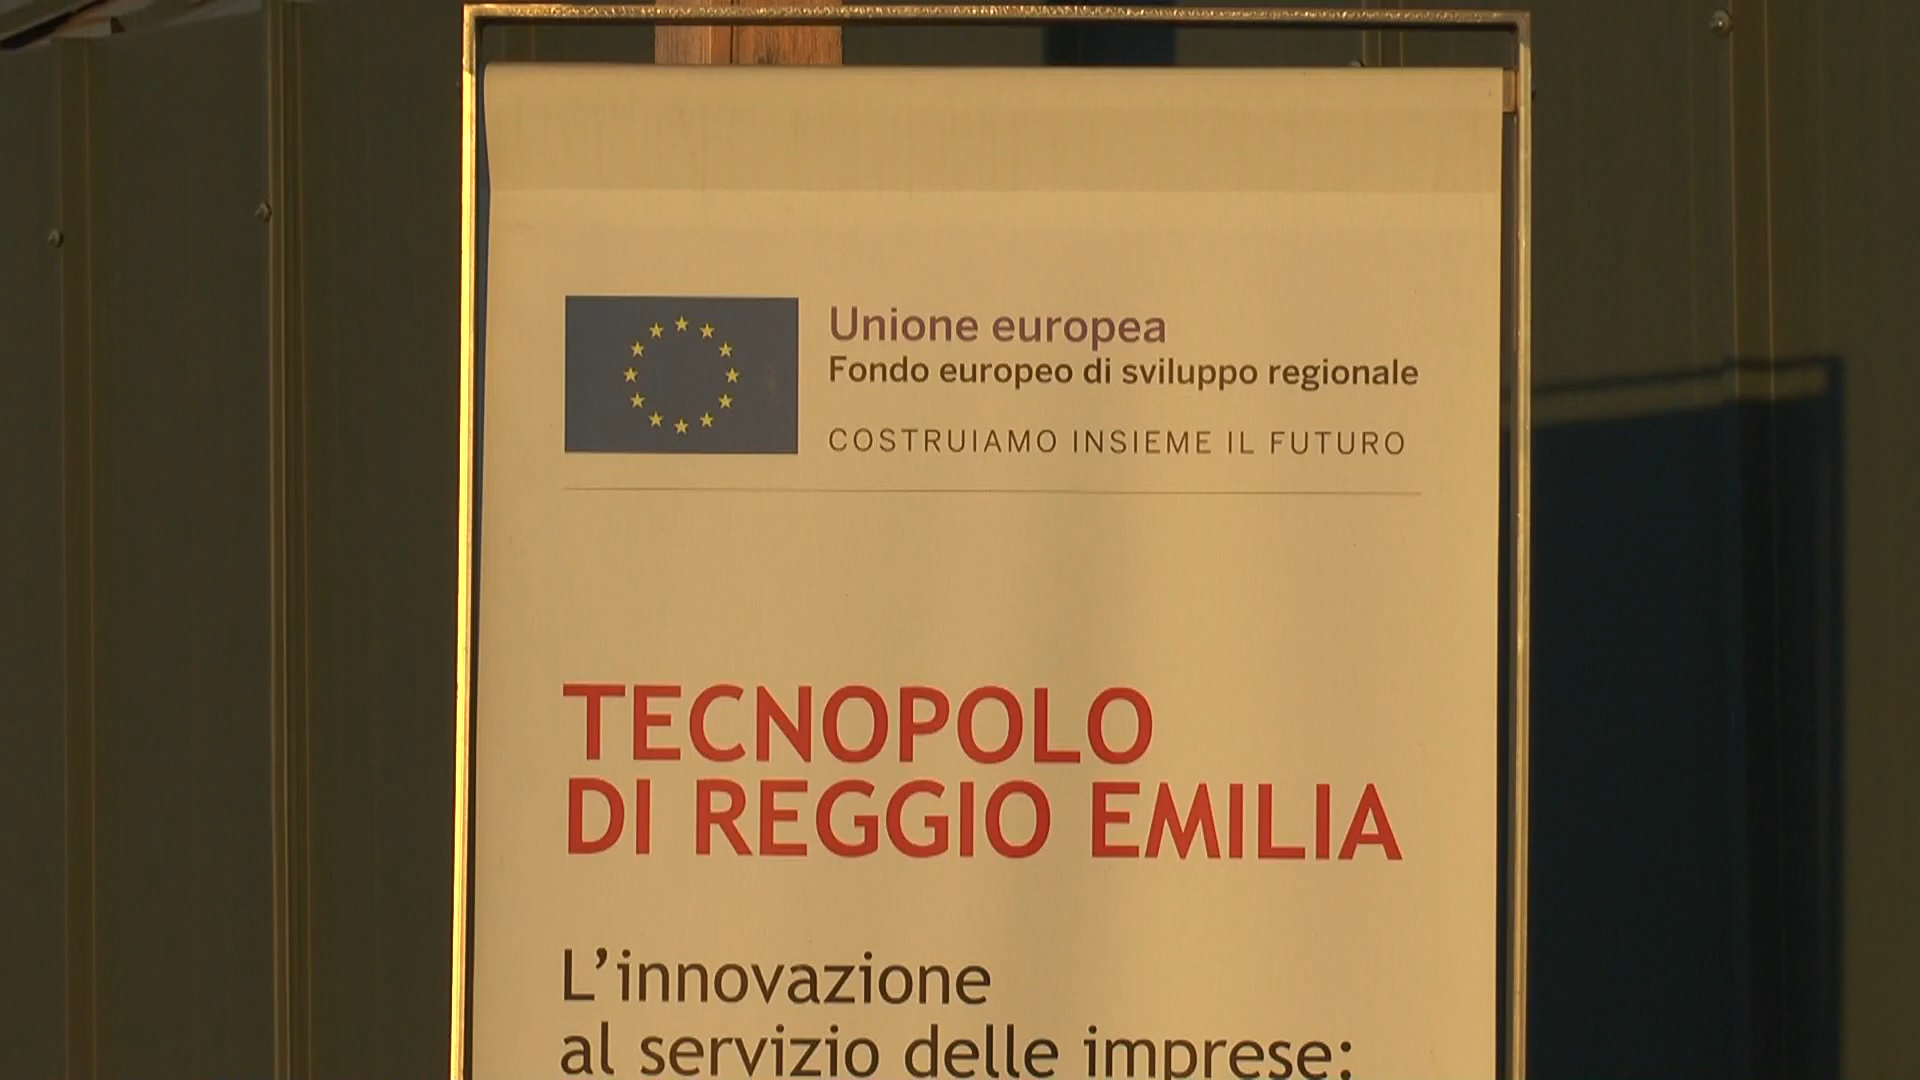 Unione europea
Fondo europeo di sviluppo regionale
COSTRUIAMO INSIEME IL FUTURO
TECNOPOLO
DI REGGIO EMILIA
L’innovazione
al servizio delle imprese: